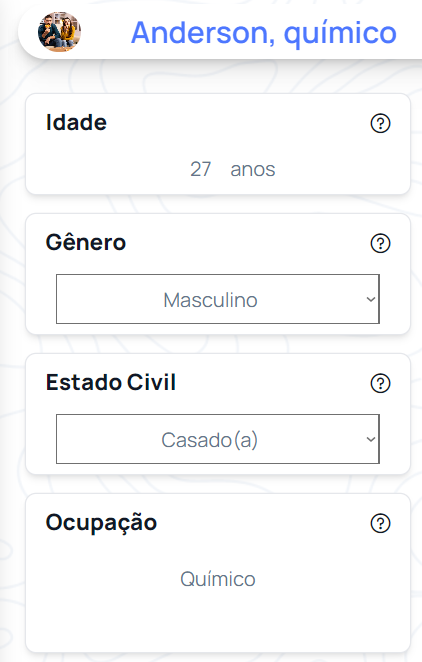 Anderson, químico
Idade
27 anos
Gênero
Masculino
Estado Civil
Casado(a)
Ocupação
Químico